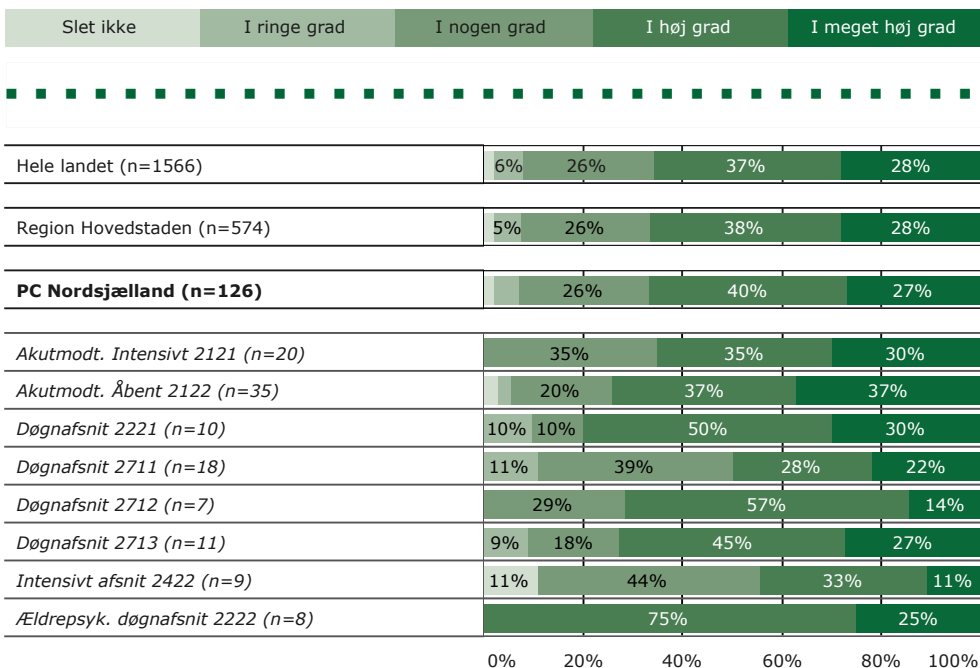 Slet ikke I ringe grad I nogen grad I høj grad I meget høj grad
Hele landet (n=1566) 6% 26% 37% 28%
Region Hovedstaden (n=574) 5% 26% 38% 28%
PC Nordsjælland (n=126) 26% 40% 27%
Akutmodt. Intensivt 2121 (n=20) 35% 35% 30%
Akutmodt. Åbent 2122 (n=35) 20% 37% 37%
Døgnafsnit 2221 (n=10) 10% 10% 50% 30%
Døgnafsnit 2711 (n=18) 11% 39% 28% 22%
Døgnafsnit 2712 (n=7) 29% 57% 14%
Døgnafsnit 2713 (n=11) 9% 18% 45% 27%
Intensivt afsnit 2422 (n=9) 11% 44% 33% 11%
Ældrepsyk. døgnafsnit 2222 (n=8) 75% 25%
0% 20% 40% 60% 80% 100%